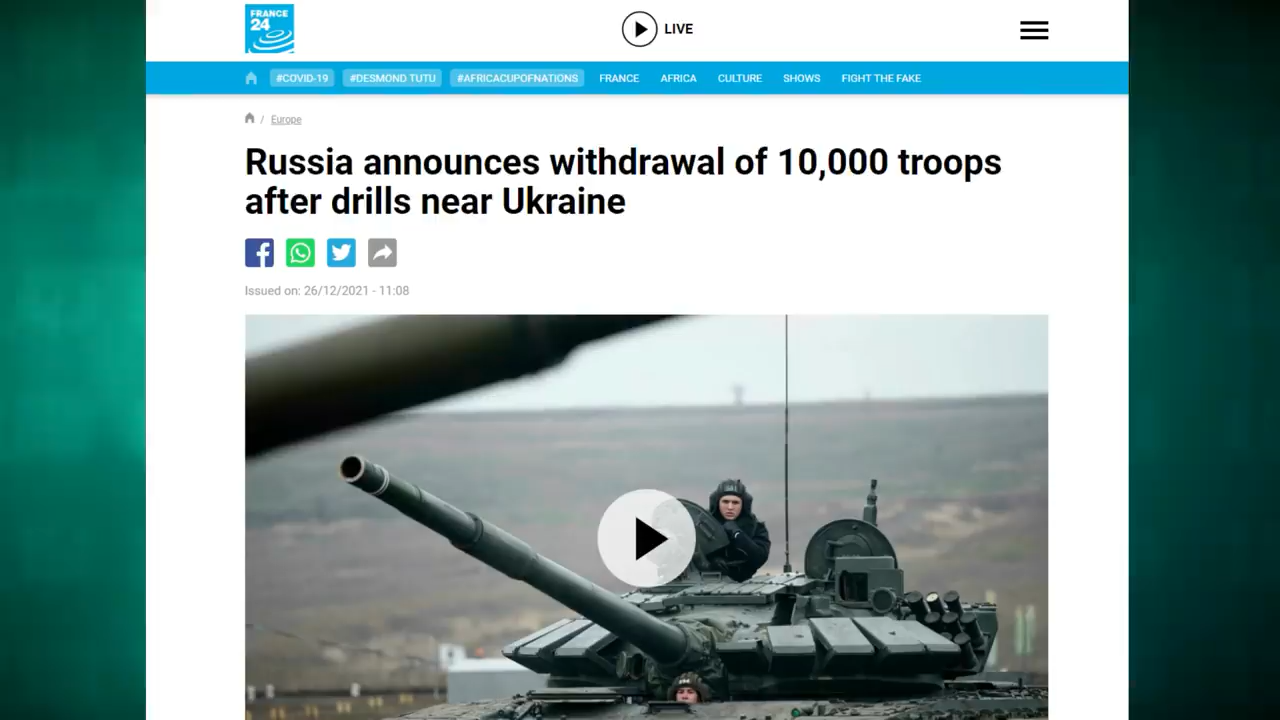 FRANCE
24
LIVE
#COVID-19 #DESMOND TUTU #AFRICACUPOFNATIONS FRANCE AFRICA CULTURE SHOWS FIGHT THE FAKE
/ Europe
Russia announces withdrawal of 10,000 troops
after drills near Ukraine
Issued on: 26/12/2021 - 11:08